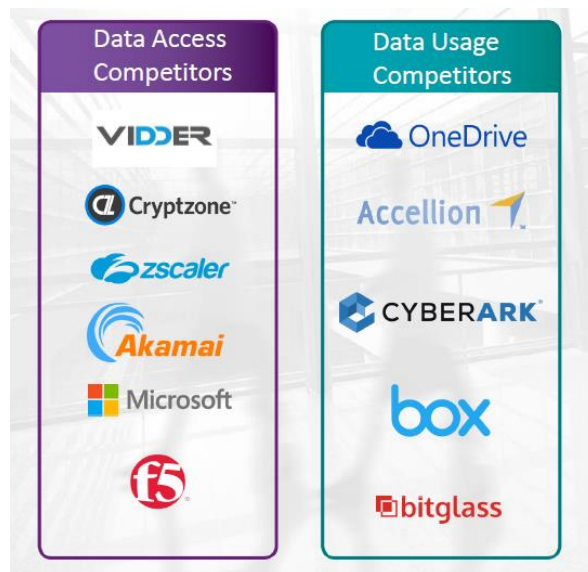 Data Access
Competitors
VIDDER
Cryptzone™
zscaler
Akamai
Microsoft
f5®
Data Usage
Competitors
OneDrive
Accellion
CYBERARK®
box
bitglass